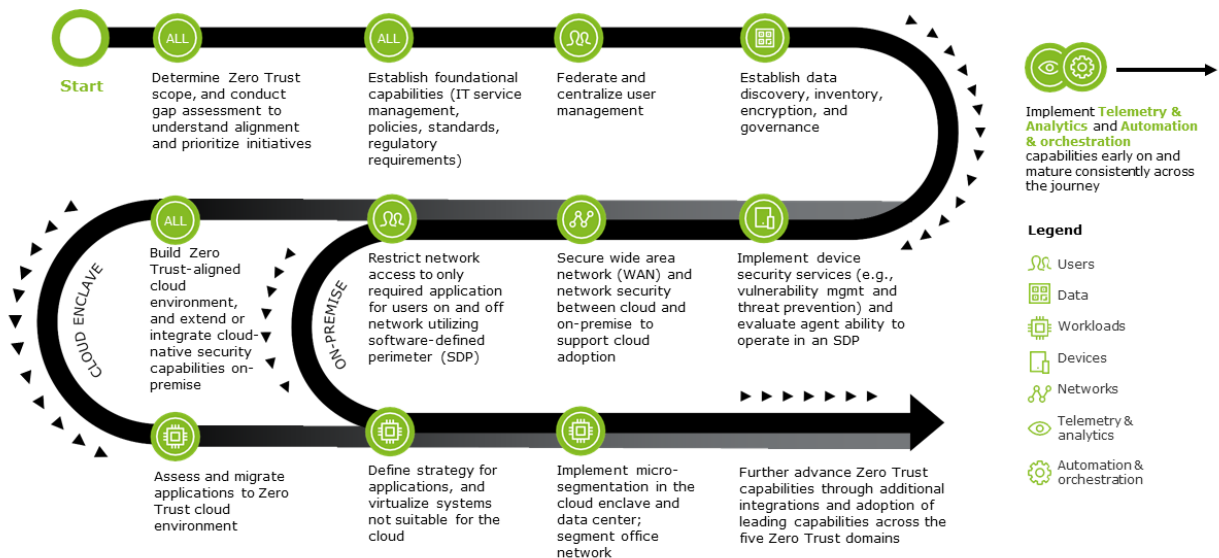 Start
ALL
Determine Zero Trust
scope, and conduct
gap assessment to
understand alignment
and prioritize initiatives
ALL
Establish foundational
capabilities (IT service
management,
policies, standards,
regulatory
requirements)
Federate and
centralize user
management
Establish data
discovery, inventory,
encryption, and
governance
Implement Telemetry &
Analytics and Automation
& orchestration
capabilities early on and
mature consistently across
the journey
CLOUD ENCLAVE
ALL
Build Zero
Trust-aligned
cloud
environment,
and extend or
integrate cloud-
native security
capabilities on-
premise
ON-PREMISE
Restrict network
access to only
required application
for users on and off
network utilizing
software-defined
perimeter (SDP)
Secure wide area
network (WAN) and
network security
between cloud and
on-premise to
support cloud
adoption
Implement device
security services (e.g.,
vulnerability mgmt and
threat prevention) and
evaluate agent ability to
operate in an SDP
Assess and migrate
applications to Zero
Trust cloud
environment
Define strategy for
applications, and
virtualize systems
not suitable for the
cloud
Implement micro-
segmentation in the
cloud enclave and
data center;
segment office
network
Further advance Zero Trust
capabilities through additional
integrations and adoption of
leading capabilities across the
five Zero Trust domains
Legend
Users
Data
Workloads
Devices
Networks
Telemetry &
analytics
Automation &
orchestration